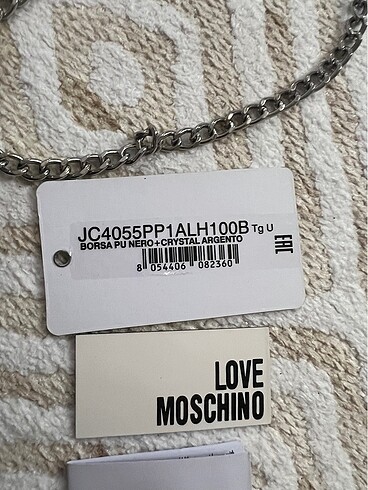 JC4055PP1ALH100B Tg U
BORSA PU NERO+CRYSTAL ARGENTO
8 054406 082360
EAC
LOVE
MOSCHINO